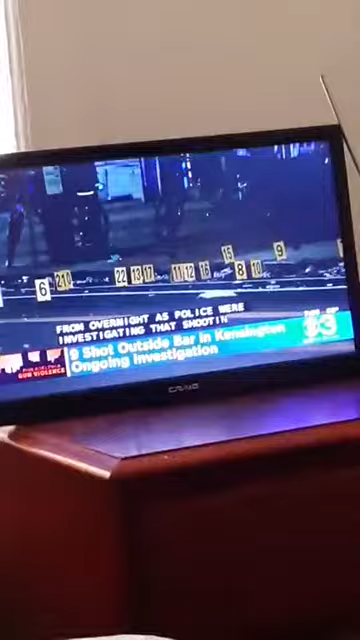 6 22 13 17 11 12 16 15 8 10 9
FROM OVERNIGHT AS POLICE WERE
INVESTIGATING THAT SHOOTIN
PHILADELPHIA
GUN VIOLENCE
9 Shot Outside Bar in Kensington
Ongoing Investigation
3
CRAIG